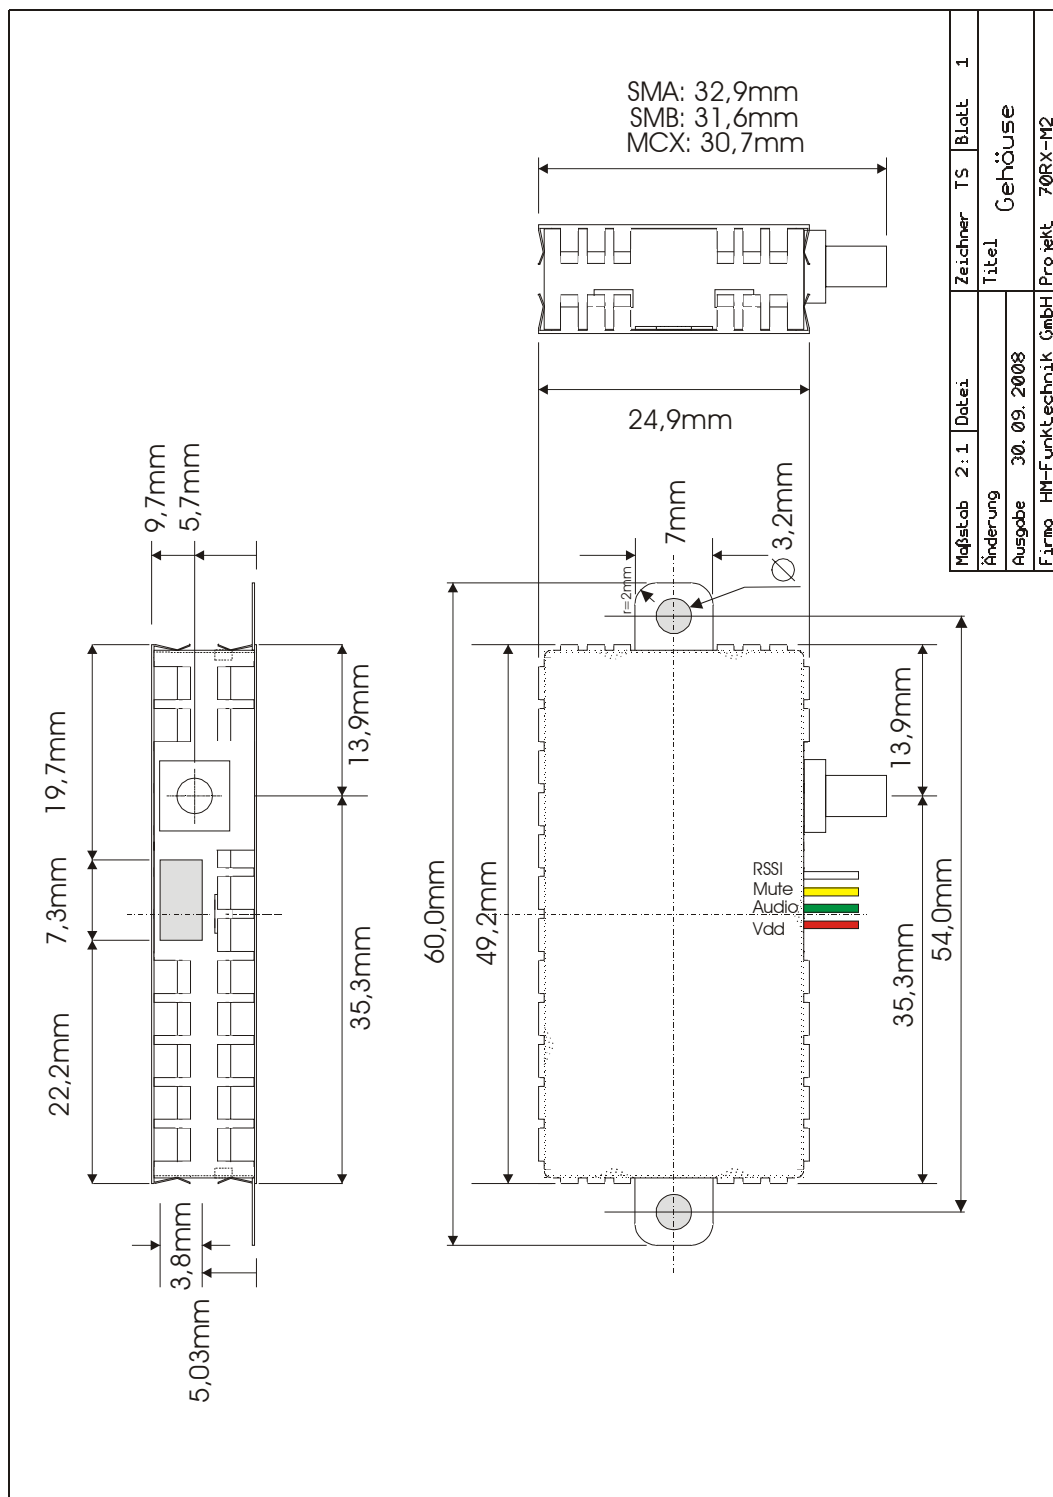 SMA: 32,9mm
SMB: 31,6mm
MCX: 30,7mm
24,9mm
9,7mm
5,7mm
7mm
Ø 3,2mm
r=2mm
19,7mm
7,3mm
22,2mm
13,9mm
35,3mm
3,8mm
5,03mm
60,0mm
49,2mm
13,9mm
35,3mm
54,0mm
RSSI
Mute
Audio
Vdd
Maßstab 2:1 Datei Zeichner TS Blatt 1
Änderung Titel Gehäuse
Ausgabe 30.09.2008
Firma HM-Funktechnik GmbH Projekt 70RX-M2